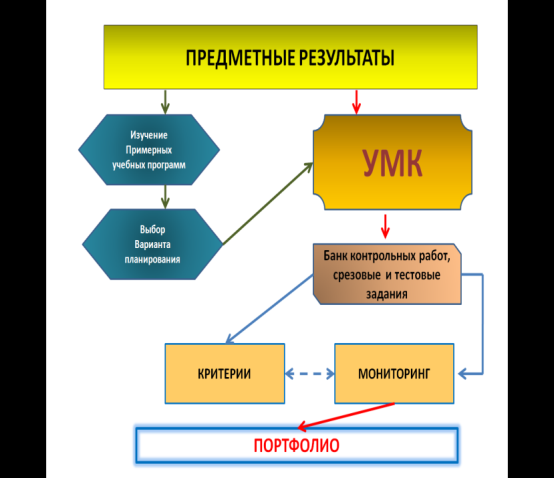 ПРЕДМЕТНЫЕ РЕЗУЛЬТАТЫ
Изучение
Примерных
учебных программ
УМК
Выбор
Варианта
планирования
Банк контрольных работ,
срезовые и тестовые
задания
КРИТЕРИИ
МОНИТОРИНГ
ПОРТФОЛИО